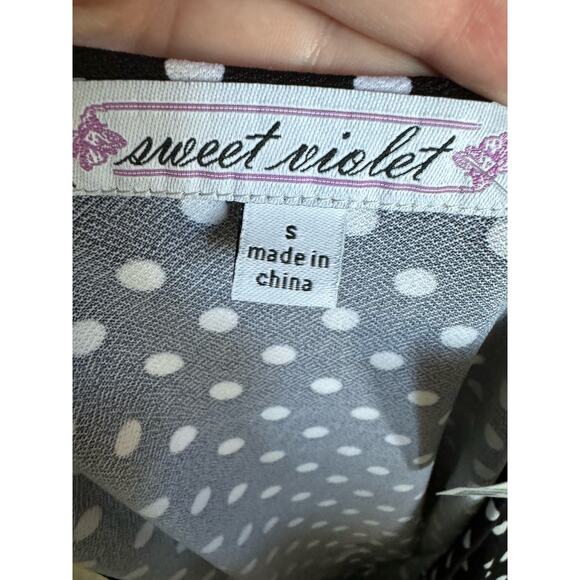 sweet violet
s
made in
china